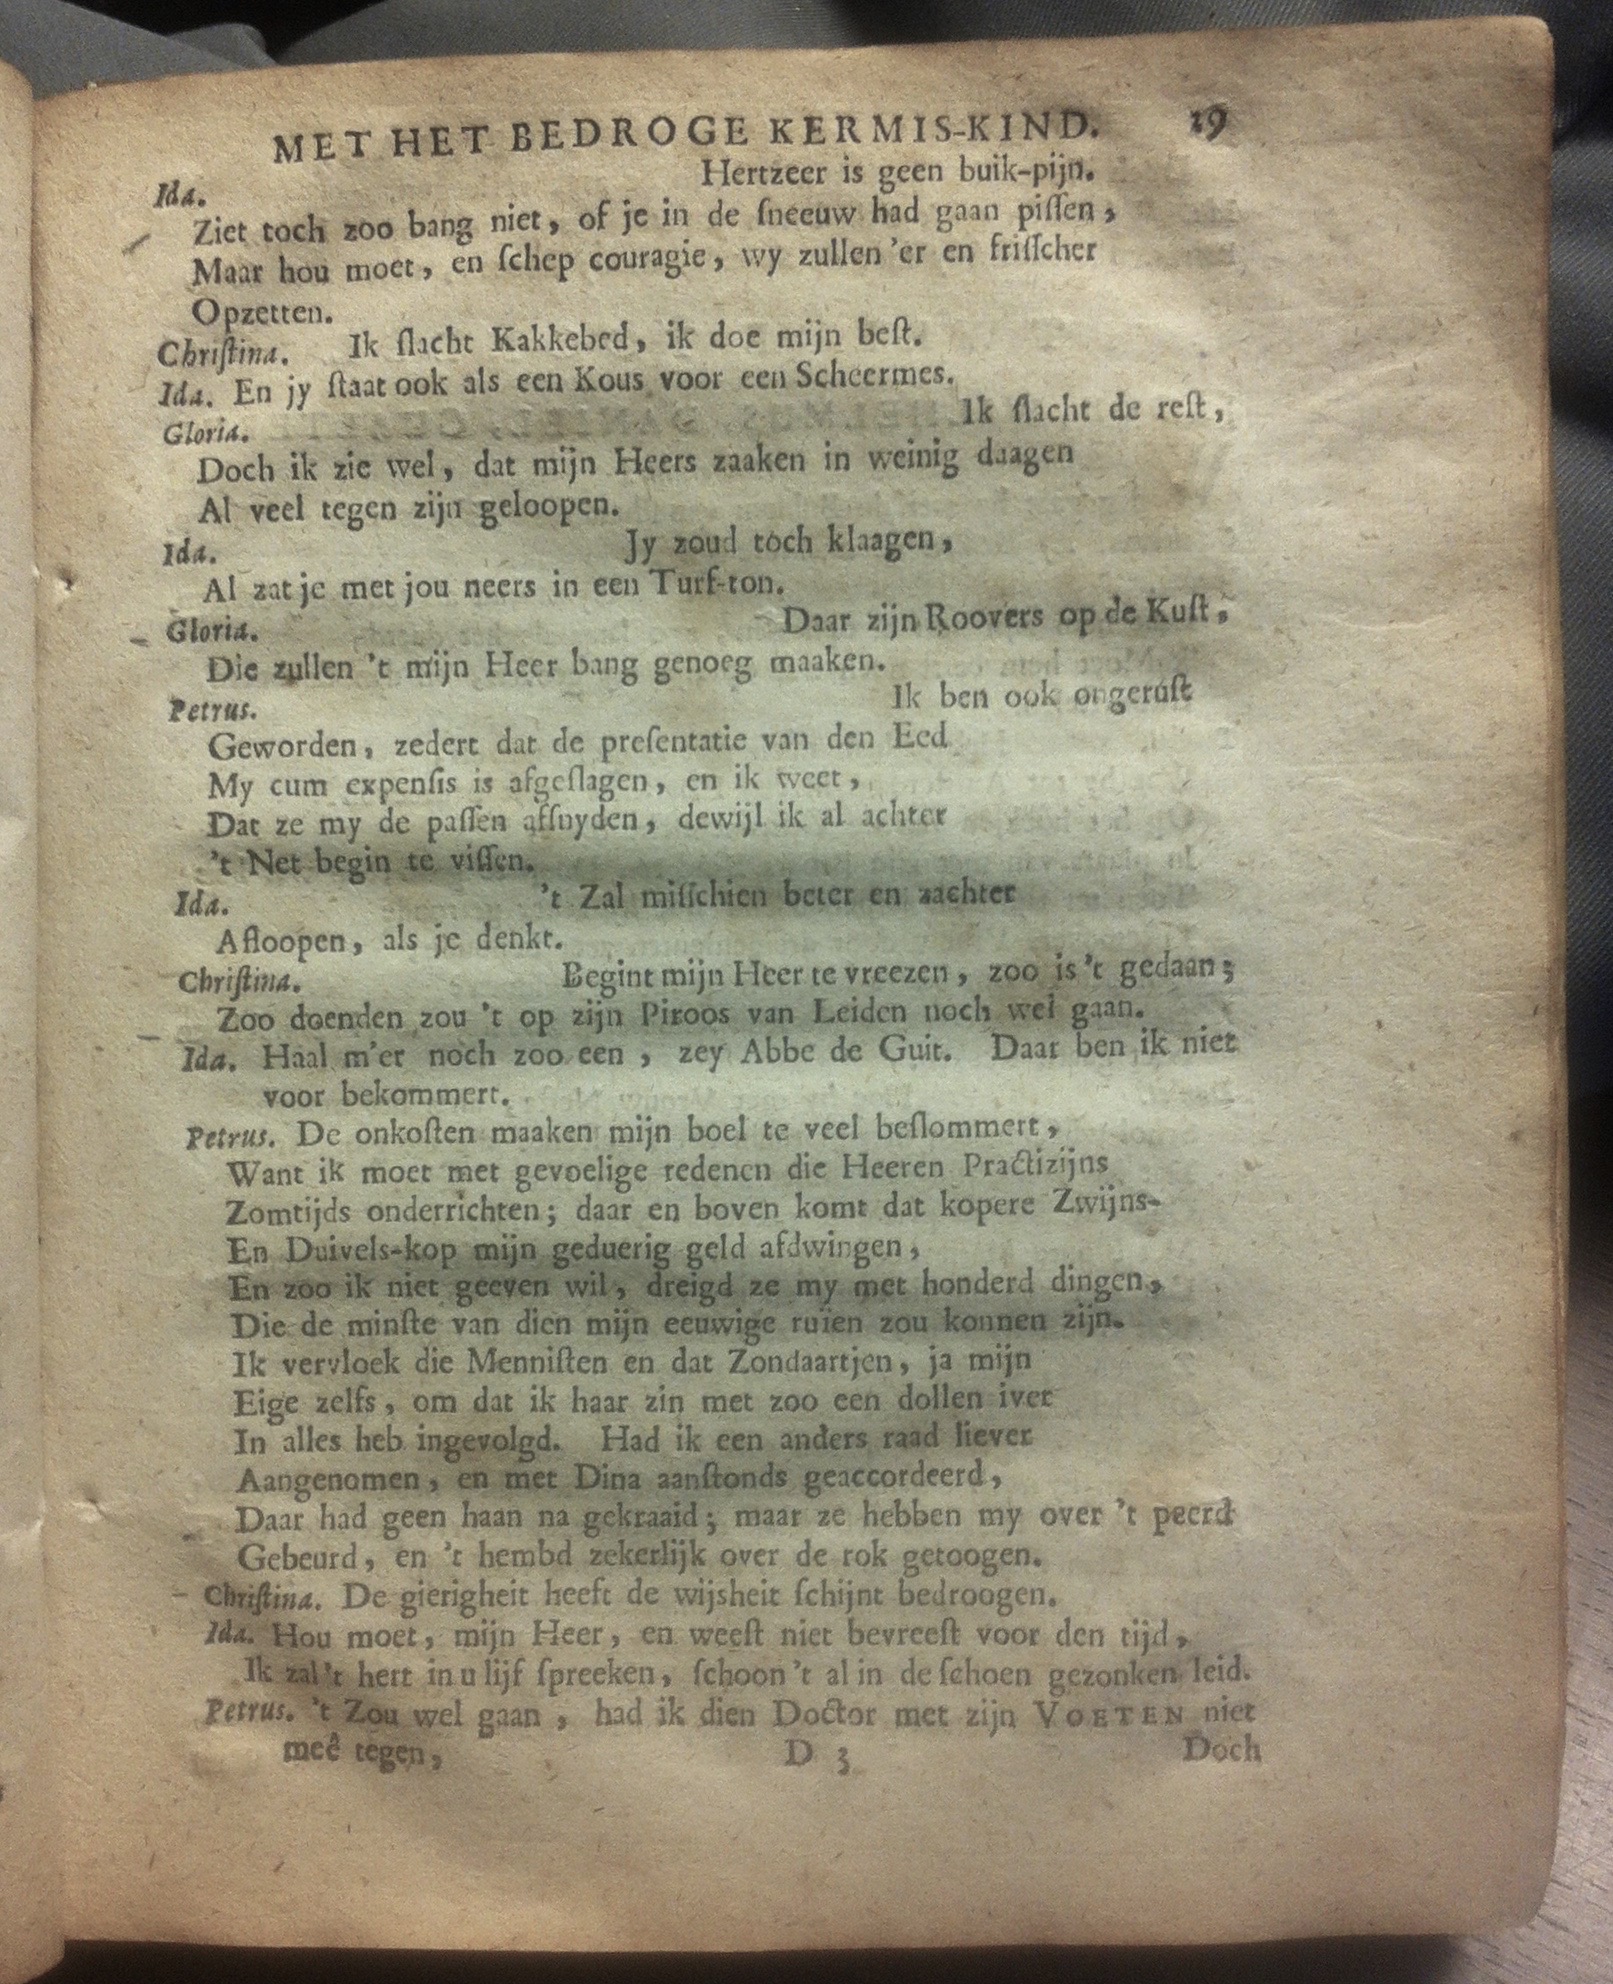 MET HET BEDROGE KERMIS-KIND. 19
Ida. Hertzeer is geen buik-pijn.
Ziet toch zoo bang niet, of je in de ſneeuw had gaan piſſen,
Maar hou moet, en ſchep couragie, wy zullen 'er en friſſcher
Opzetten.
Christina. Ik ſlacht Kakkebed, ik doe mijn beſt.
Ida. En jy ſtaat ook als een Kous voor een Scheermes.
Gloria. Ik ſlacht de reſt,
Doch ik zie wel, dat mijn Heers zaaken in weinig daagen
Al veel tegen zijn geloopen.
Ida. Jy zoud toch klaagen,
Al zat je met jou neers in een Turf-ton.
Gloria. Daar zijn Roovers op de Kuſt,
Die zullen 't mijn Heer bang genoeg maaken.
Petrus. Ik ben ook ongeruſt
Geworden, zedert dat de preſentatie van den Eed
My cum expenſis is afgeſlagen, en ik weet,
Dat ze my de paſſen afſnyden, dewijl ik al achter
't Net begin te viſſen.
Ida. 't Zal miſſchien beter en zachter
Afloopen, als je denkt.
Chriſtina. Begint mijn Heer te vreezen, zoo is 't gedaan;
Zoo doenden zou 't op zijn Piroos van Leiden noch wel gaan.
Ida. Haal m'er noch zoo een, zey Abbe de Guit. Daar ben ik niet
voor bekommert.
Petrus. De onkoſten maaken mijn boel te veel beſlommert,
Want ik moet met gevoelige redenen die Heeren Practizijns
Zomtijds onderrichten; daar en boven komt dat kopere Zwijns-
En Duivels-kop mijn geduerig geld afdwingen,
En zoo ik niet geeven wil, dreigd ze my met honderd dingen,
Die de minſte van dien mijn eeuwige ruïen zou konnen zijn.
Ik vervloek die Menniſten en dat Zondaartjen, ja mijn
Eige zelfs, om dat ik haar zin met zoo een dollen iver
In alles heb ingevolgd. Had ik een anders raad liever
Aangenomen, en met Dina aanſtonds geaccordeerd,
Daar had geen haan na gekraaid; maar ze hebben my over 't peerd
Gebeurd, en 't hembd zekerlijk over de rok getoogen.
Chriſtina. De gierigheit heeft de wijsheit ſchijnt bedroogen.
Ida. Hou moet, mijn Heer, en weeſt niet bevreeſt voor den tijd,
Ik zal 't hert in u lijf ſpreeken, ſchoon 't al in de ſchoen gezonken leid.
Petrus. 't Zou wel gaan, had ik dien Doctor met zijn VOETEN niet
meê tegen,
D 3 Doch